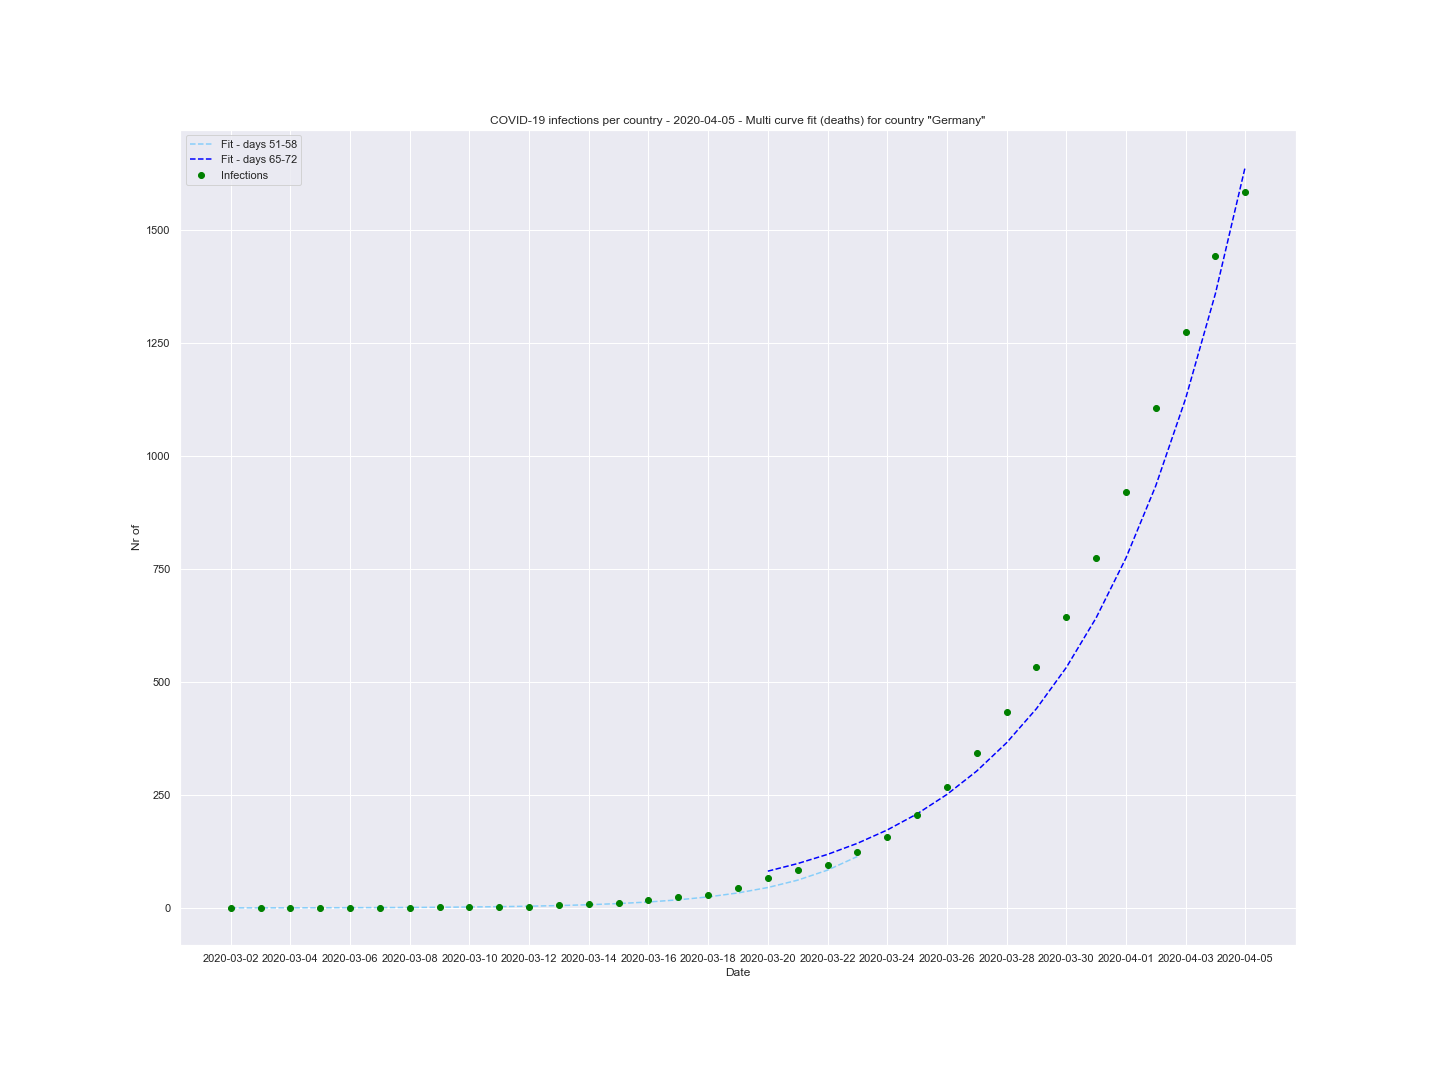 COVID-19 infections per country - 2020-04-05 - Multi curve fit (deaths) for country "Germany"
Fit - days 51-58
Fit - days 65-72
Infections
1500
1250
1000
750
500
250
0
Nr of
2020-03-02 2020-03-04 2020-03-06 2020-03-08 2020-03-10 2020-03-12 2020-03-14 2020-03-16 2020-03-18 2020-03-20 2020-03-22 2020-03-24 2020-03-26 2020-03-28 2020-03-30 2020-04-01 2020-04-03 2020-04-05
Date